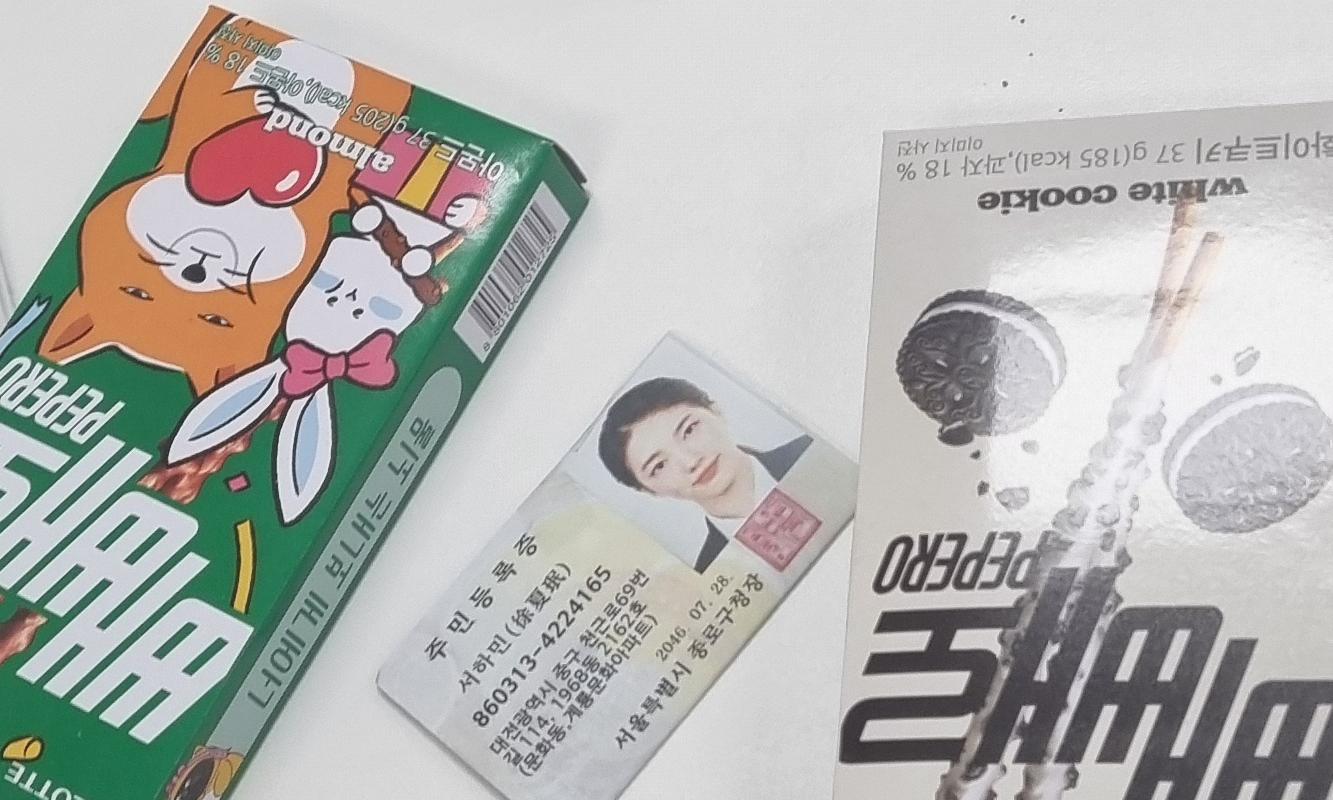 아몬드 37 g(205 kcal),아몬드 18 %
이미지 사진
almond
PEPERO
빼빼로
LOTTE
너에게 보내는 뇌물
주민등록증
서하민(徐夏珉)
860313-4224165
대전광역시 중구 천근로69번
길 114, 1968동 2162호
(문화동,계룡문화아파트)
2046 07. 28.
서울특별시 종로구청장
화이트쿠키 37 g(185 kcal),과자 18 %
이미지 사진
white cookie
PEPERO
빼빼로